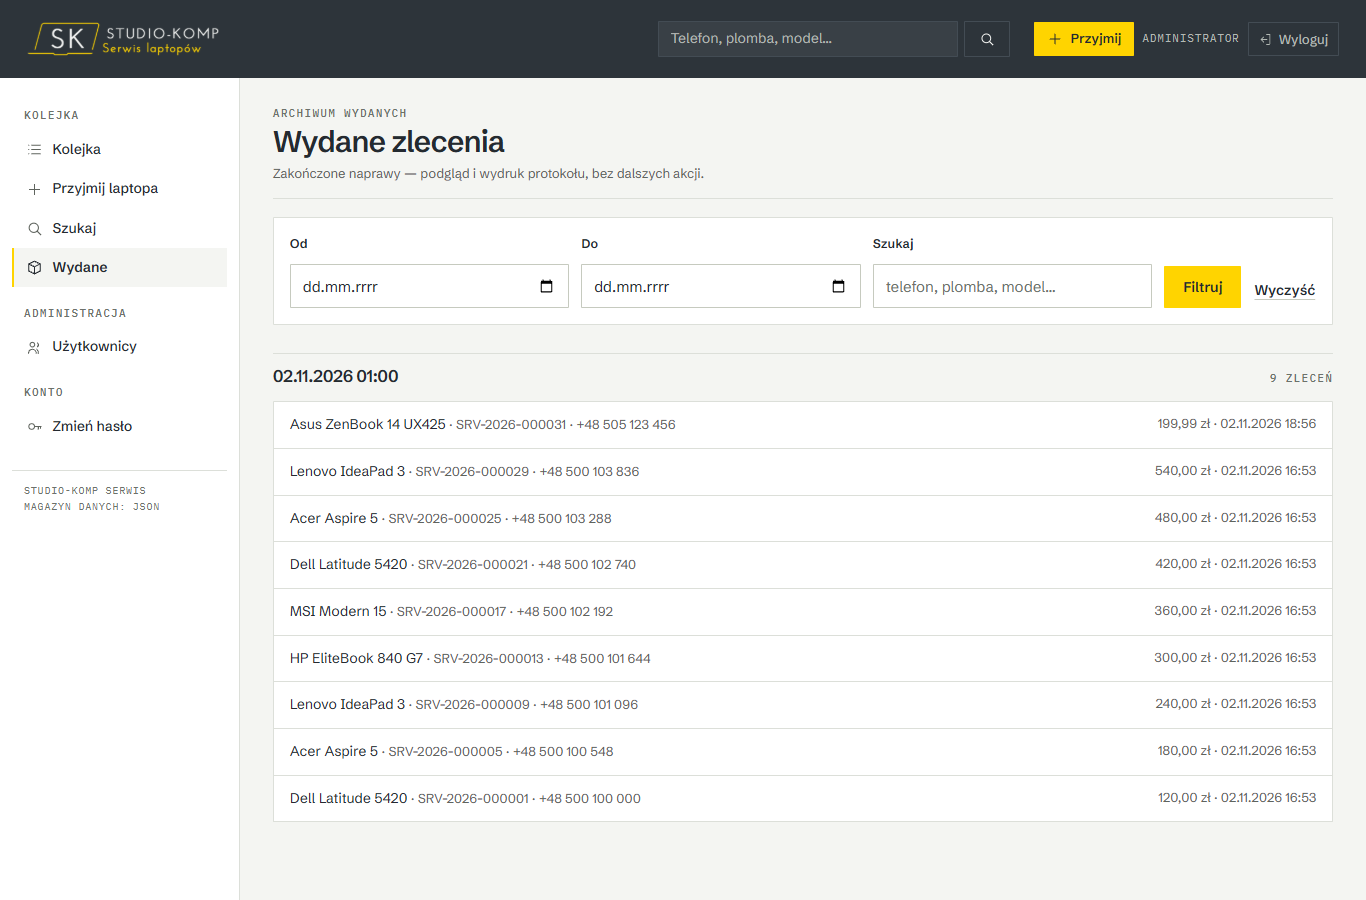 SK STUDIO-KOMP
Serwis laptopów
Telefon, plomba, model...
Przyjmij
ADMINISTRATOR
Wyloguj
KOLEJKA
Kolejka
Przyjmij laptopa
Szukaj
Wydane
ADMINISTRACJA
Użytkownicy
KONTO
Zmień hasło
STUDIO-KOMP SERWIS
MAGAZYN DANYCH: JSON
ARCHIWUM WYDANYCH
Wydane zlecenia
Zakończone naprawy — podgląd i wydruk protokołu, bez dalszych akcji.
Od Do Szukaj
dd.mm.rrrr dd.mm.rrrr telefon, plomba, model... Filtruj Wyczyść
02.11.2026 01:00 9 ZLECEŃ
Asus ZenBook 14 UX425 · SRV-2026-000031 · +48 505 123 456 199,99 zł · 02.11.2026 18:56
Lenovo IdeaPad 3 · SRV-2026-000029 · +48 500 103 836 540,00 zł · 02.11.2026 16:53
Acer Aspire 5 · SRV-2026-000025 · +48 500 103 288 480,00 zł · 02.11.2026 16:53
Dell Latitude 5420 · SRV-2026-000021 · +48 500 102 740 420,00 zł · 02.11.2026 16:53
MSI Modern 15 · SRV-2026-000017 · +48 500 102 192 360,00 zł · 02.11.2026 16:53
HP EliteBook 840 G7 · SRV-2026-000013 · +48 500 101 644 300,00 zł · 02.11.2026 16:53
Lenovo IdeaPad 3 · SRV-2026-000009 · +48 500 101 096 240,00 zł · 02.11.2026 16:53
Acer Aspire 5 · SRV-2026-000005 · +48 500 100 548 180,00 zł · 02.11.2026 16:53
Dell Latitude 5420 · SRV-2026-000001 · +48 500 100 000 120,00 zł · 02.11.2026 16:53